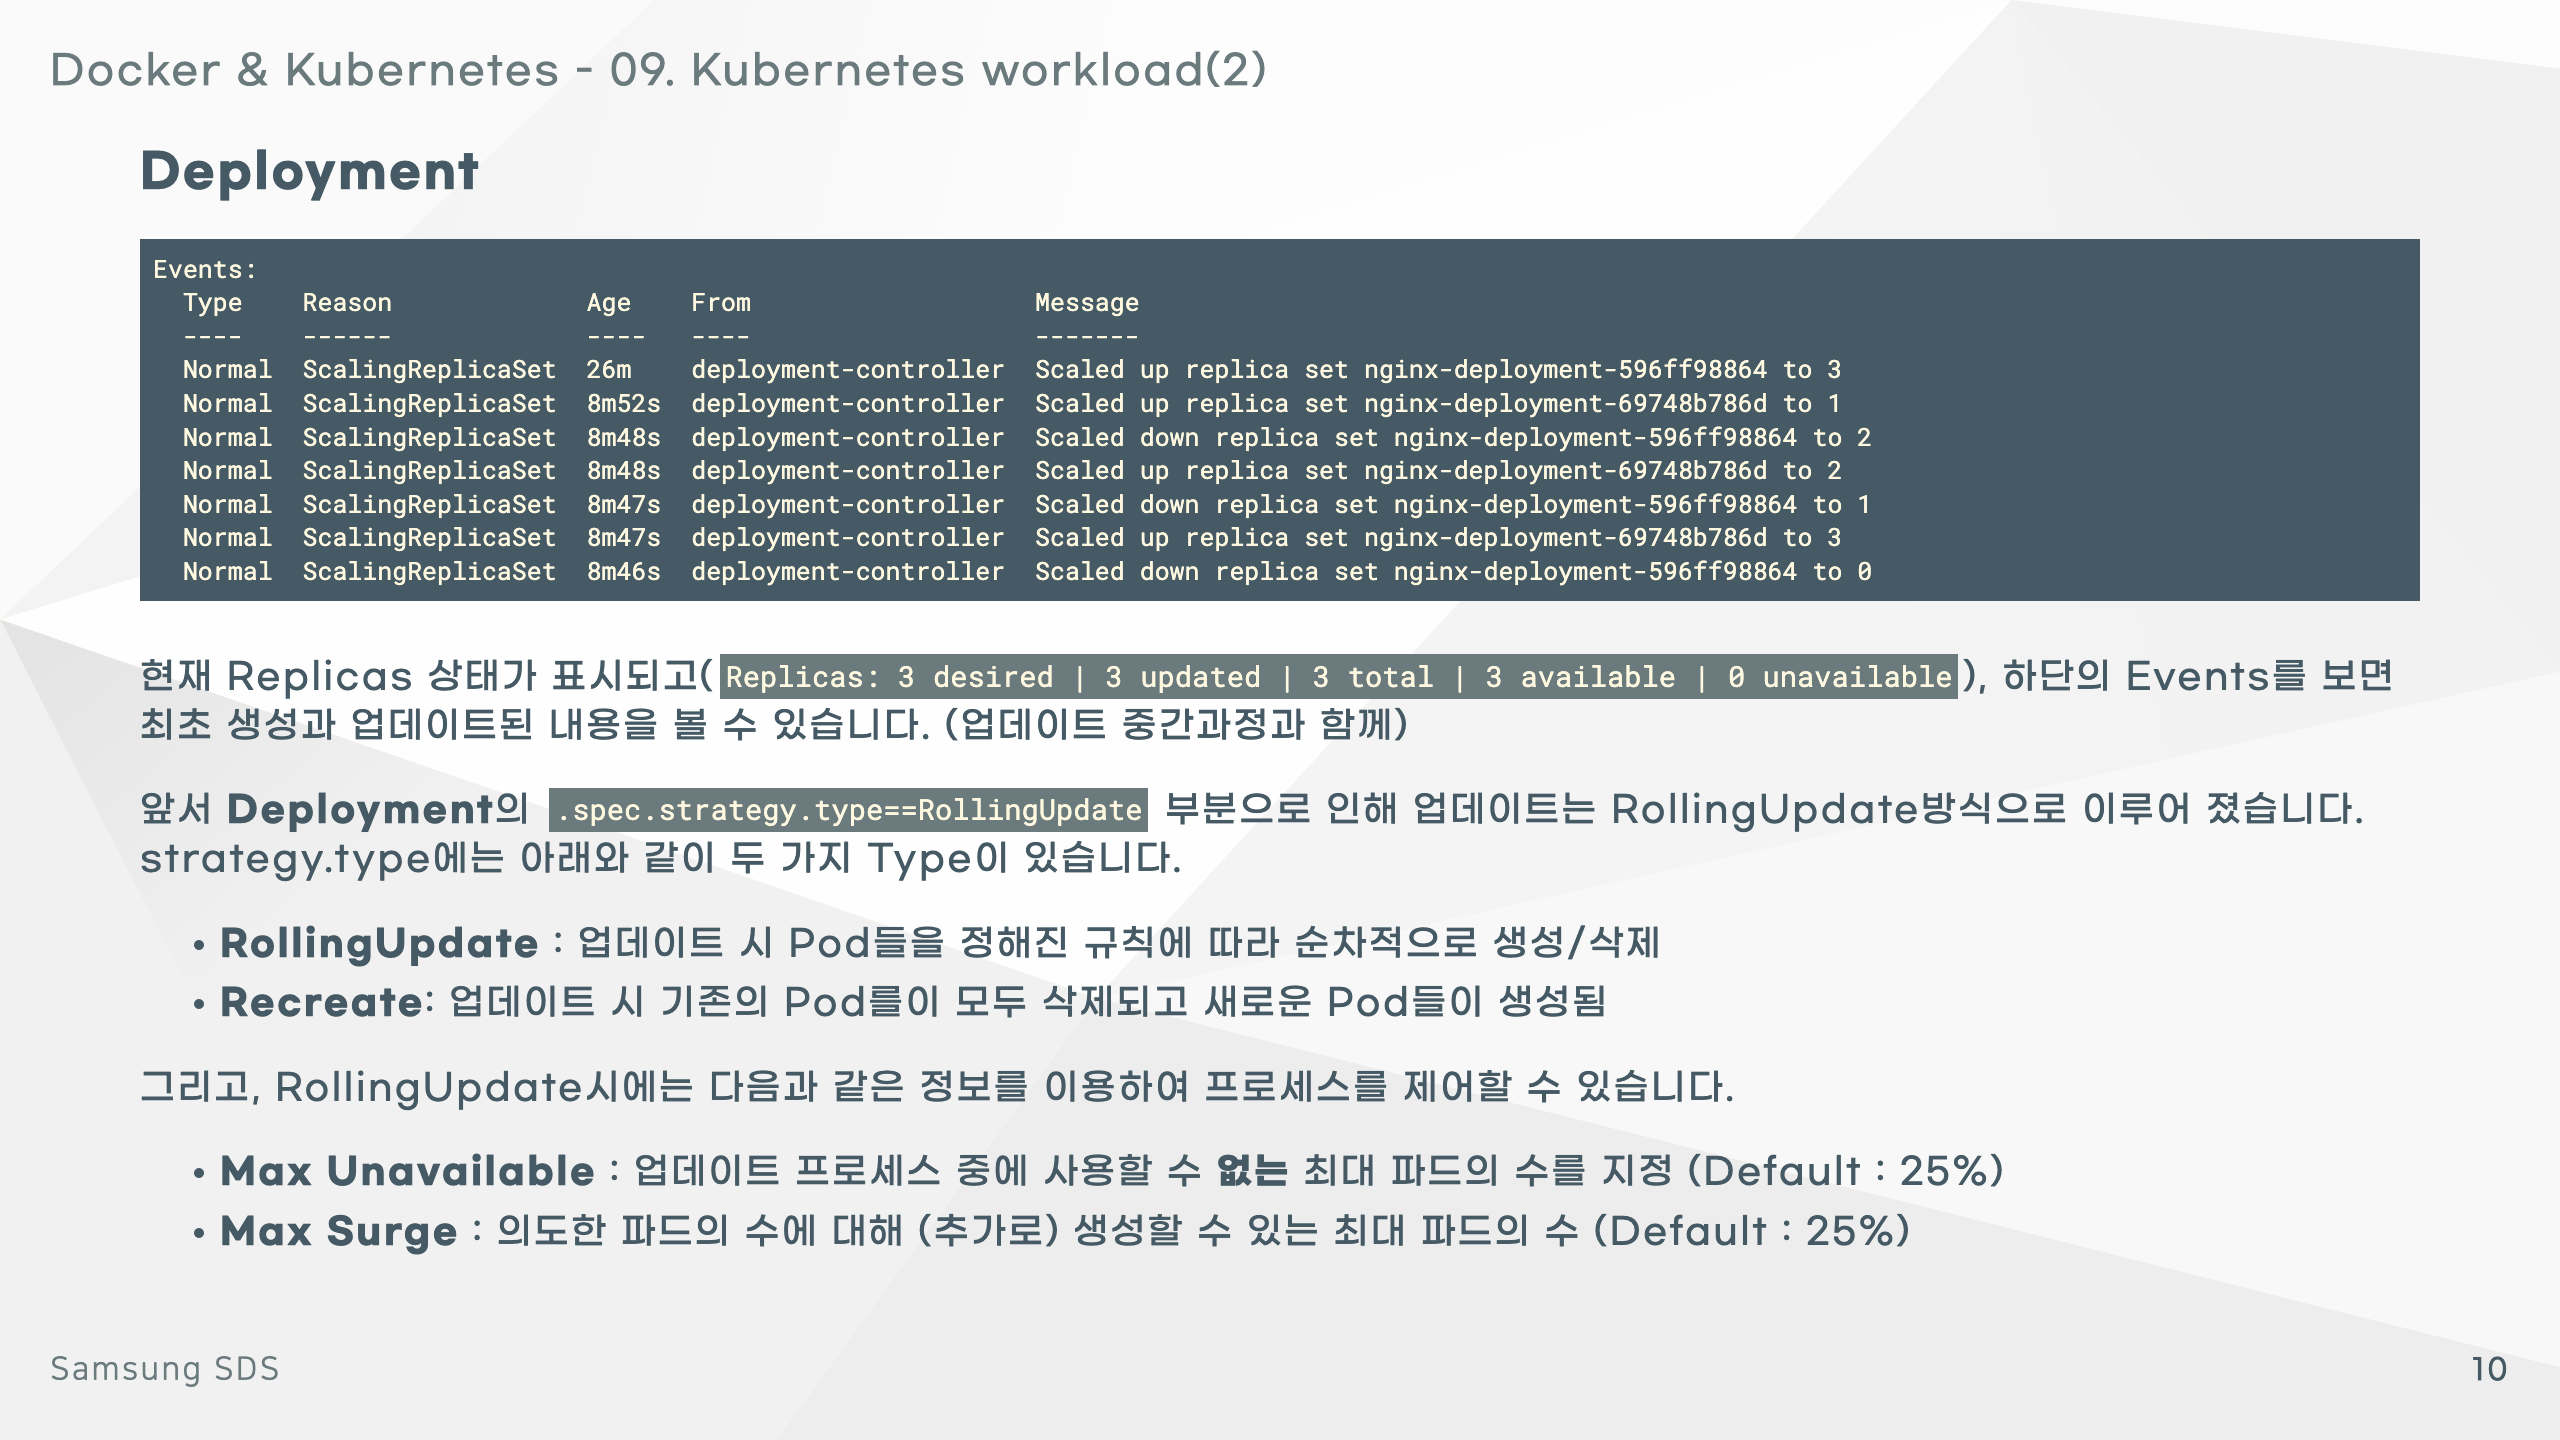 Docker & Kubernetes - 09. Kubernetes workload(2)
Deployment
Events:
  Type    Reason             Age    From                   Message
  ----    ------             ----   ----                   -------
  Normal  ScalingReplicaSet  26m    deployment-controller  Scaled up replica set nginx-deployment-596ff98864 to 3
  Normal  ScalingReplicaSet  8m52s  deployment-controller  Scaled up replica set nginx-deployment-69748b786d to 1
  Normal  ScalingReplicaSet  8m48s  deployment-controller  Scaled down replica set nginx-deployment-596ff98864 to 2
  Normal  ScalingReplicaSet  8m48s  deployment-controller  Scaled up replica set nginx-deployment-69748b786d to 2
  Normal  ScalingReplicaSet  8m47s  deployment-controller  Scaled down replica set nginx-deployment-596ff98864 to 1
  Normal  ScalingReplicaSet  8m47s  deployment-controller  Scaled up replica set nginx-deployment-69748b786d to 3
  Normal  ScalingReplicaSet  8m46s  deployment-controller  Scaled down replica set nginx-deployment-596ff98864 to 0
현재 Replicas 상태가 표시되고( Replicas: 3 desired | 3 updated | 3 total | 3 available | 0 unavailable ), 하단의 Events를 보면
최초 생성과 업데이트된 내용을 볼 수 있습니다. (업데이트 중간과정과 함께)
앞서 Deployment의 .spec.strategy.type==RollingUpdate 부분으로 인해 업데이트는 RollingUpdate방식으로 이루어 졌습니다.
strategy.type에는 아래와 같이 두 가지 Type이 있습니다.
• RollingUpdate : 업데이트 시 Pod들을 정해진 규칙에 따라 순차적으로 생성/삭제
• Recreate: 업데이트 시 기존의 Pod를이 모두 삭제되고 새로운 Pod들이 생성됨
그리고, RollingUpdate시에는 다음과 같은 정보를 이용하여 프로세스를 제어할 수 있습니다.
• Max Unavailable : 업데이트 프로세스 중에 사용할 수 없는 최대 파드의 수를 지정 (Default : 25%)
• Max Surge : 의도한 파드의 수에 대해 (추가로) 생성할 수 있는 최대 파드의 수 (Default : 25%)
Samsung SDS
10